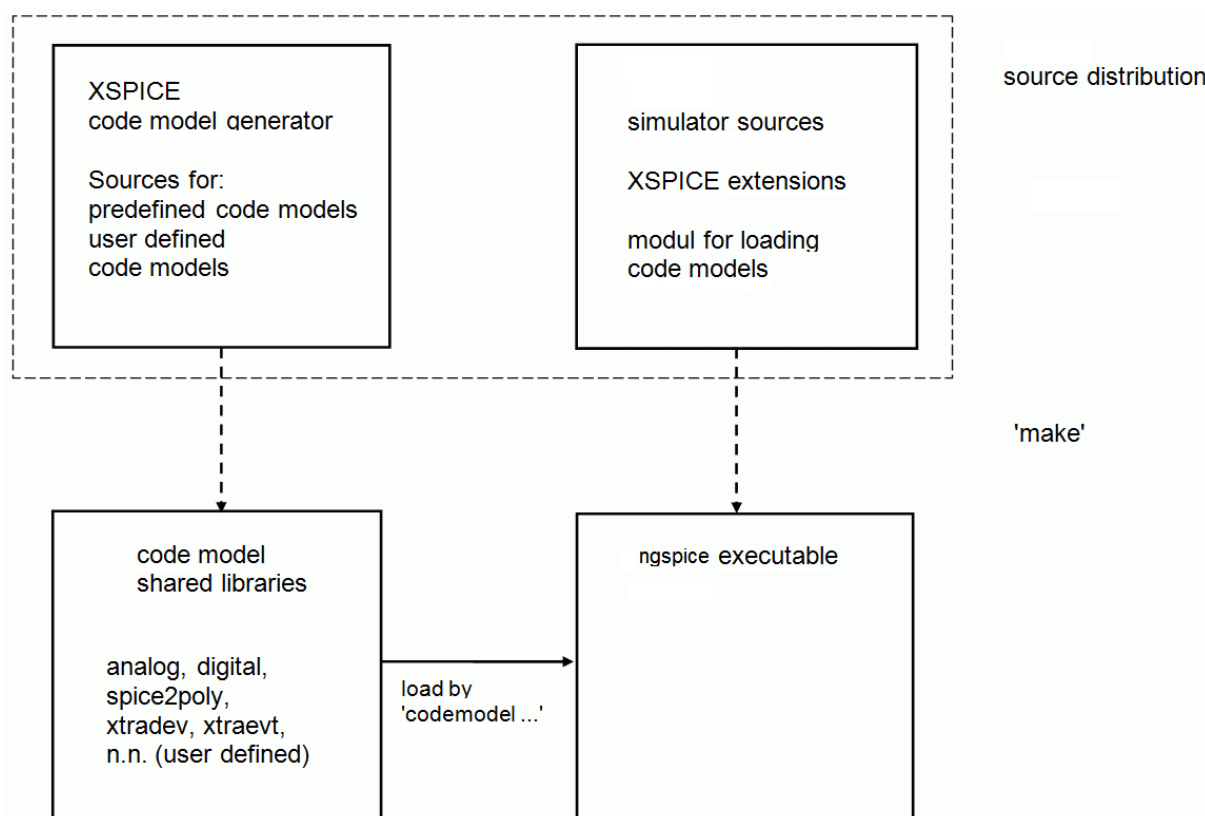 XSPICE
code model generator
Sources for:
predefined code models
user defined
code models
simulator sources
XSPICE extensions
modul for loading
code models
source distribution
'make'
code model
shared libraries
analog, digital,
spice2poly,
xtradev, xtraevt,
n.n. (user defined)
load by
'codemodel ...'
ngspice executable